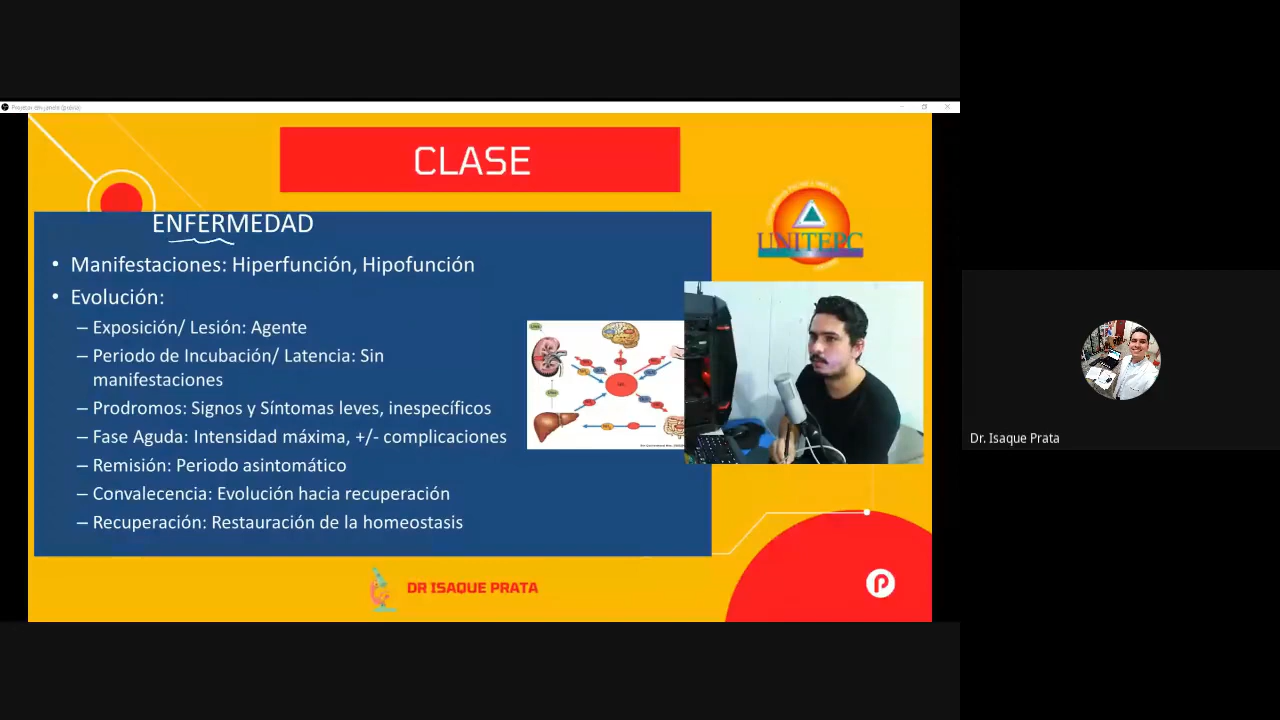 CLASE
ENFERMEDAD
• Manifestaciones: Hiperfunción, Hipofunción
• Evolución:
– Exposición/ Lesión: Agente
– Periodo de Incubación/ Latencia: Sin
manifestaciones
– Prodromos: Signos y Síntomas leves, inespecíficos
– Fase Aguda: Intensidad máxima, +/- complicaciones
– Remisión: Periodo asintomático
– Convalecencia: Evolución hacia recuperación
– Recuperación: Restauración de la homeostasis
UNITEPC
DR ISAQUE PRATA
P
Dr. Isaque Prata